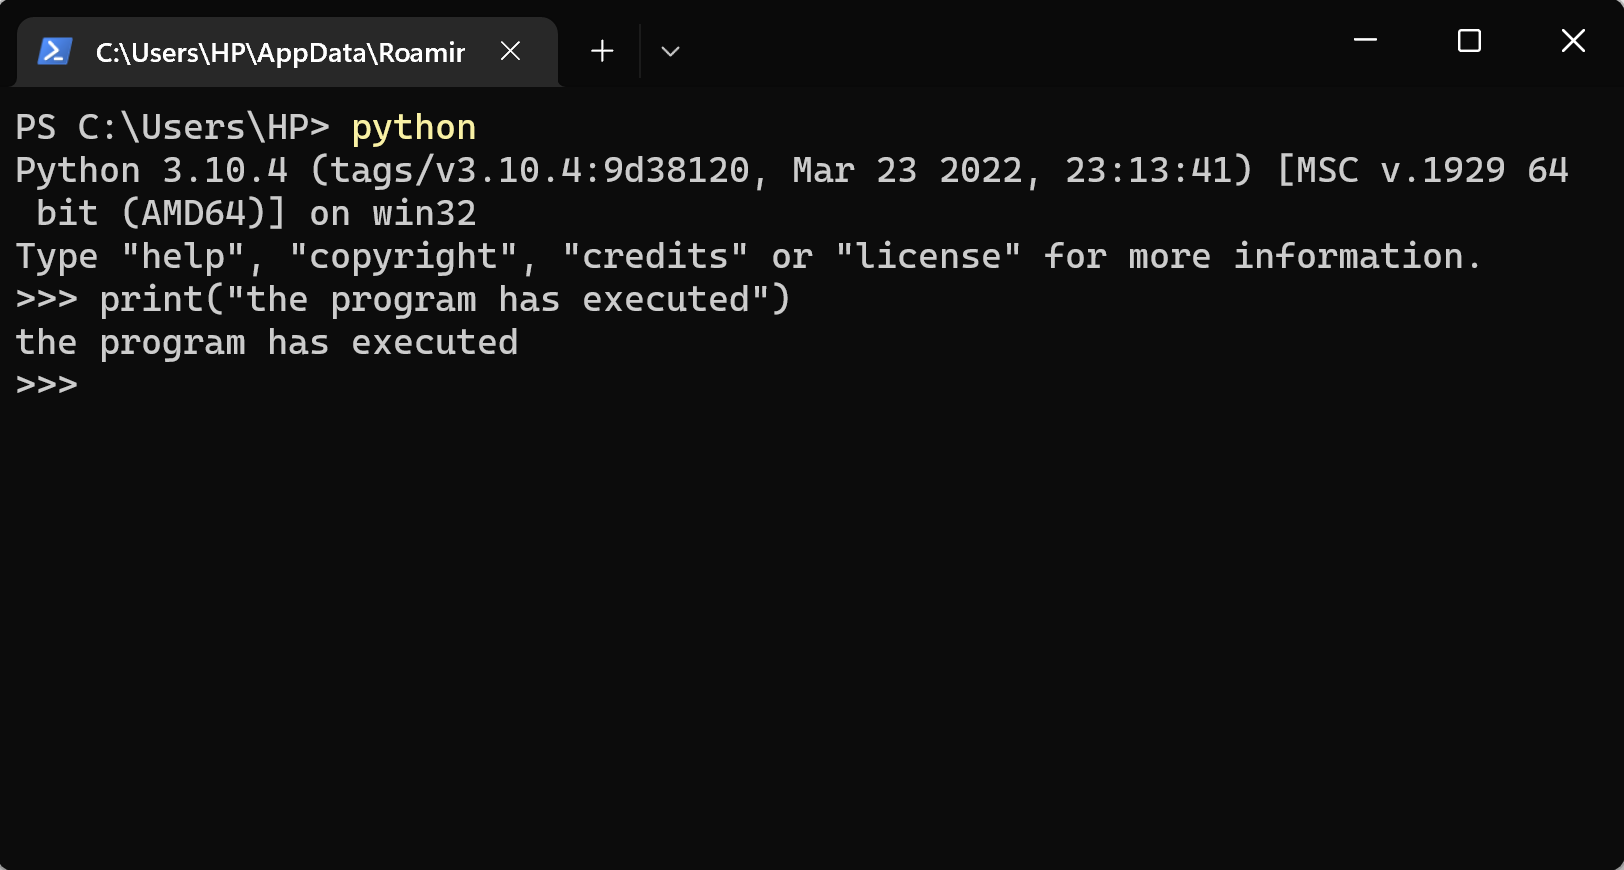 C:\Users\HP\AppData\Roamir
PS C:\Users\HP> python
Python 3.10.4 (tags/v3.10.4:9d38120, Mar 23 2022, 23:13:41) [MSC v.1929 64
 bit (AMD64)] on win32
Type "help", "copyright", "credits" or "license" for more information.
>>> print("the program has executed")
the program has executed
>>>